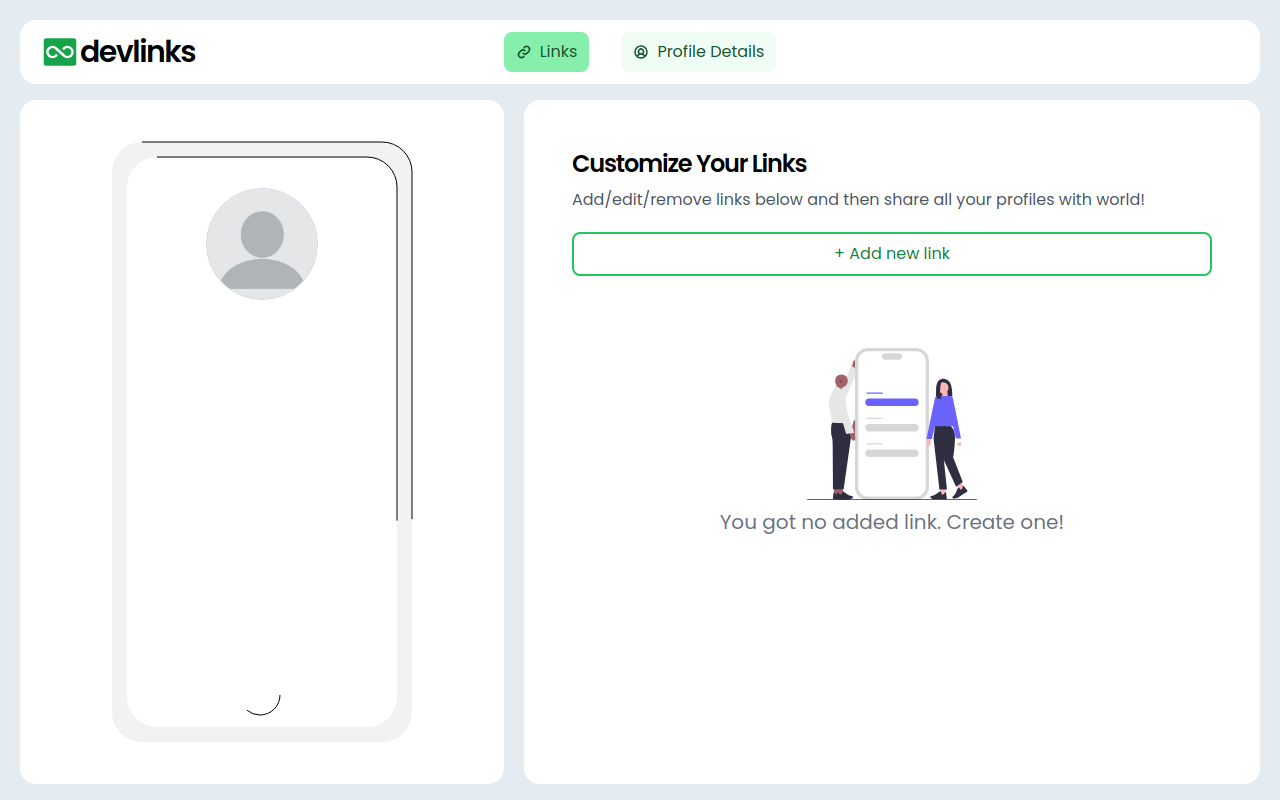 devlinks
Links
Profile Details
Customize Your Links
Add/edit/remove links below and then share all your profiles with world!
+ Add new link
You got no added link. Create one!